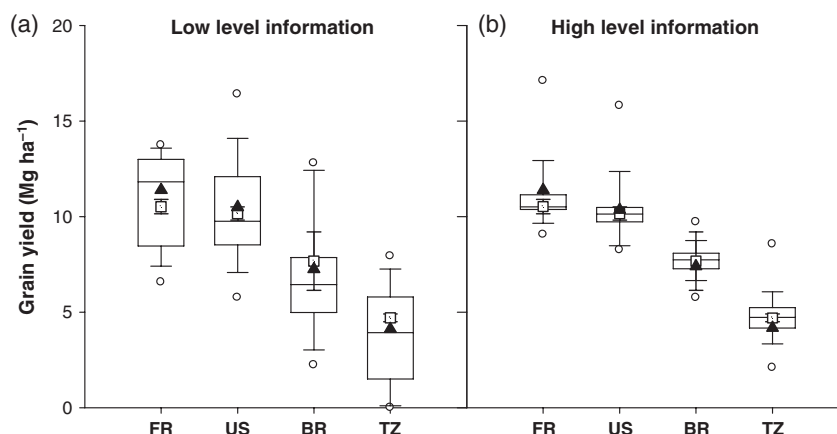 (a)
Low level information
(b)
High level information
Grain yield (Mg ha⁻¹)
20
15
10
5
0
FR US BR TZ
FR US BR TZ